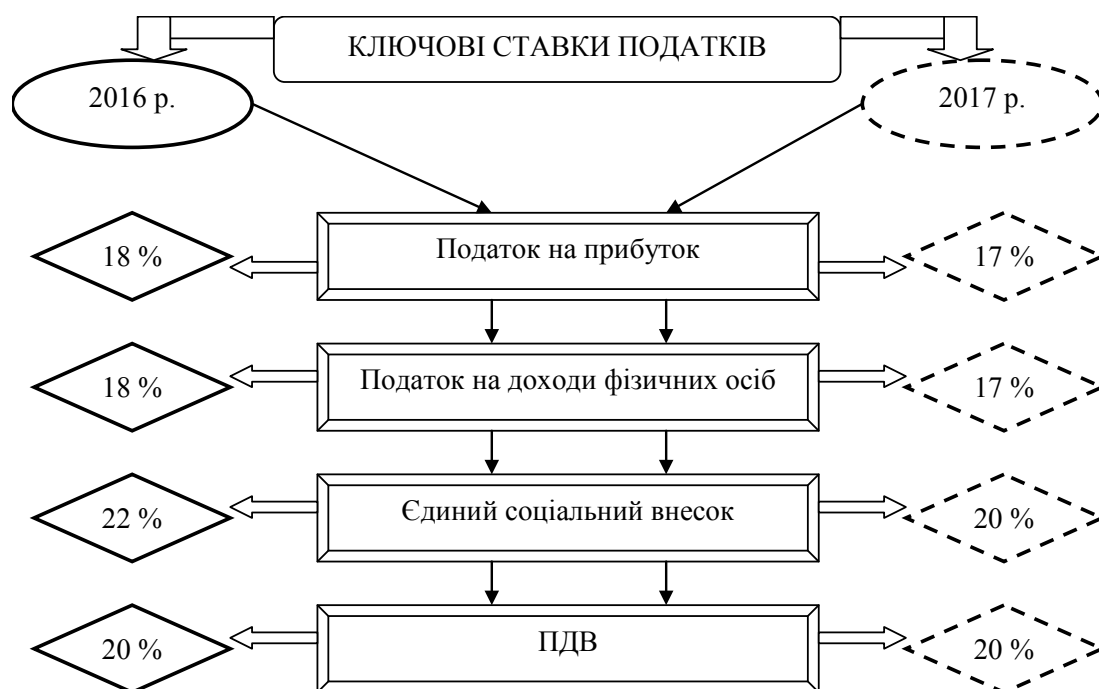 КЛЮЧОВІ СТАВКИ ПОДАТКІВ
2016 р.
2017 р.
18 %
Податок на прибуток
17 %
18 %
Податок на доходи фізичних осіб
17 %
22 %
Єдиний соціальний внесок
20 %
20 %
ПДВ
20 %